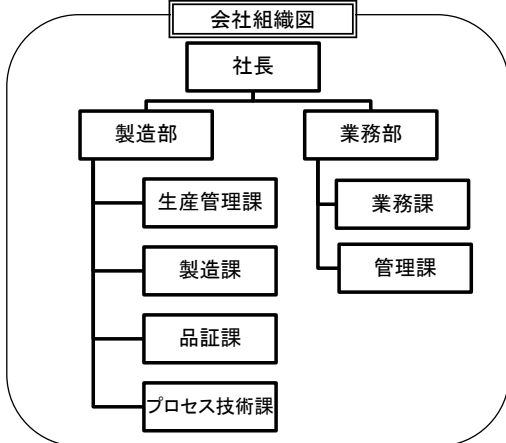 会社組織図
社長
製造部
業務部
生産管理課
業務課
製造課
管理課
品証課
プロセス技術課